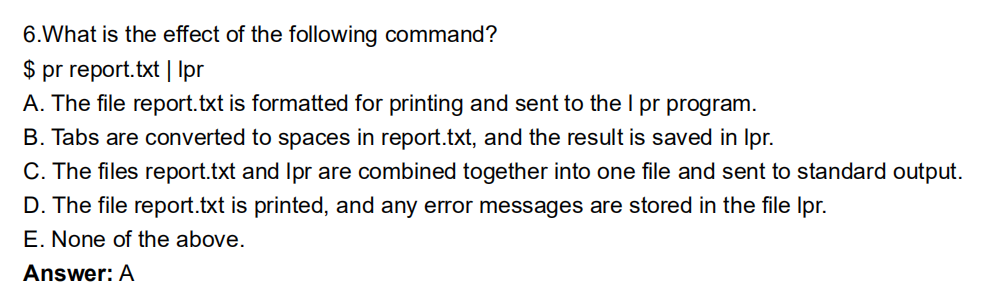 6.What is the effect of the following command?
$ pr report.txt | lpr
A. The file report.txt is formatted for printing and sent to the l pr program.
B. Tabs are converted to spaces in report.txt, and the result is saved in lpr.
C. The files report.txt and lpr are combined together into one file and sent to standard output.
D. The file report.txt is printed, and any error messages are stored in the file lpr.
E. None of the above.
Answer: A